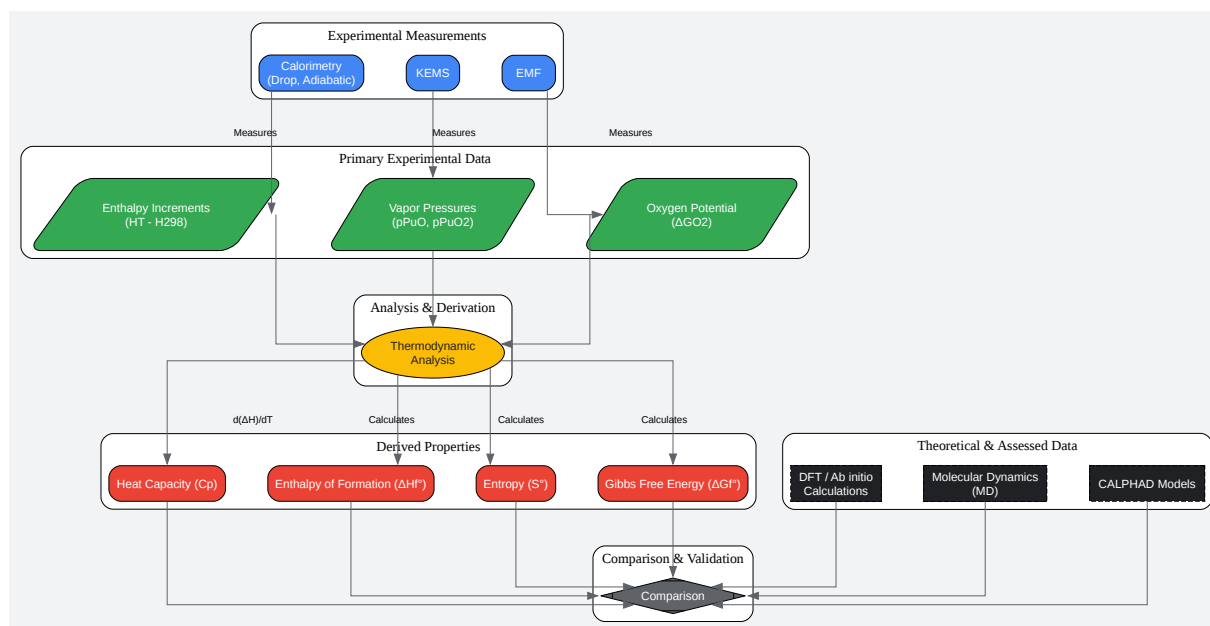 Experimental Measurements
Calorimetry
(Drop, Adiabatic)
KEMS
EMF
Measures
Measures
Measures
Primary Experimental Data
Enthalpy Increments
(HT - H298)
Vapor Pressures
(pPuO, pPuO2)
Oxygen Potential
(ΔGO2)
Analysis & Derivation
Thermodynamic
Analysis
d(ΔH)/dT
Calculates
Calculates
Calculates
Derived Properties
Heat Capacity (Cp)
Enthalpy of Formation (ΔHf°)
Entropy (S°)
Gibbs Free Energy (ΔGf°)
Theoretical & Assessed Data
DFT / Ab initio
Calculations
Molecular Dynamics
(MD)
CALPHAD Models
Comparison & Validation
Comparison